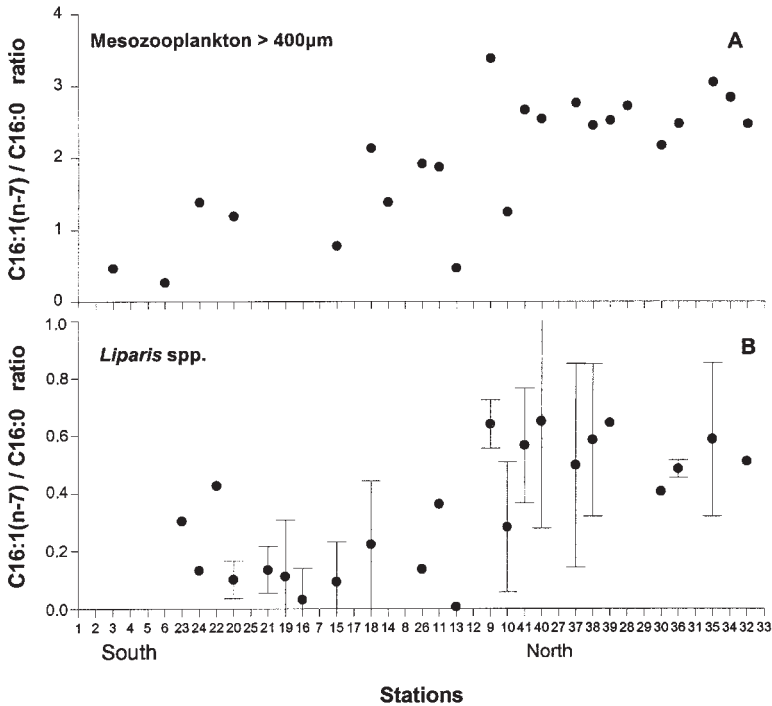 Mesozooplankton > 400µm
A
C16:1(n-7) / C16:0 ratio
4
3
2
1
0
Liparis spp.
B
C16:1(n-7) / C16:0 ratio
1.0
0.8
0.6
0.4
0.2
0.0
1 2 3 4 5 6 23 24 22 20 25 21 19 16 7 15 17 18 14 8 26 11 13 12 9 10 41 40 27 37 38 39 28 29 30 36 31 35 34 32 33
South North
Stations